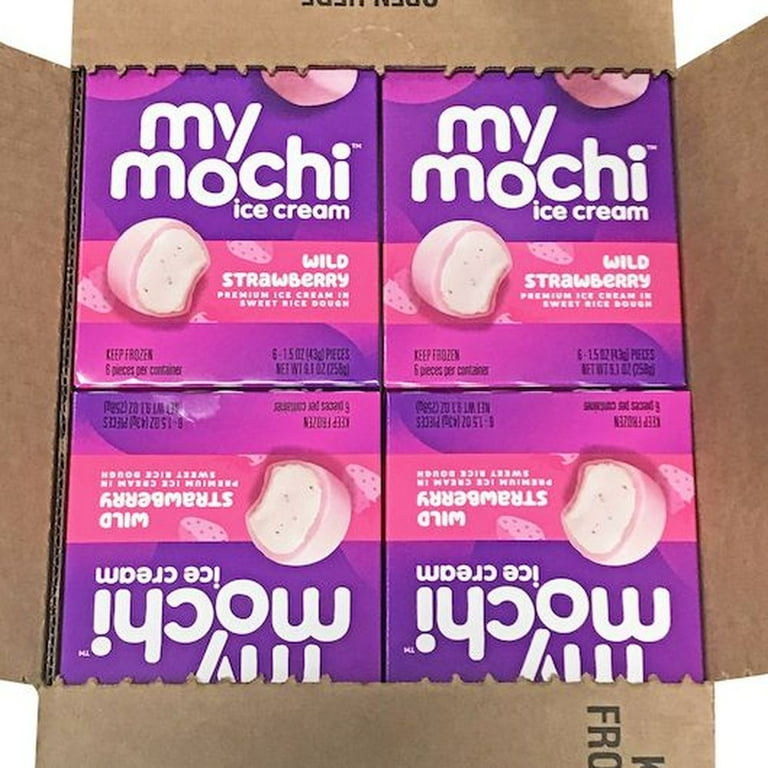 OPEN HERE
my
mochi™
ice cream
WILD
STRAWBERRY
PREMIUM ICE CREAM IN
SWEET RICE DOUGH
KEEP FROZEN
6 pieces per container
6 - 1.5 OZ (43g) PIECES
NET WT 9.1 OZ (258g)
my
mochi™
ice cream
WILD
STRAWBERRY
PREMIUM ICE CREAM IN
SWEET RICE DOUGH
KEEP FROZEN
6 pieces per container
6 - 1.5 OZ (43g) PIECES
NET WT 9.1 OZ (258g)
my
mochi™
ice cream
WILD
STRAWBERRY
PREMIUM ICE CREAM IN
SWEET RICE DOUGH
KEEP FROZEN
6 pieces per container
6 - 1.5 OZ (43g) PIECES
NET WT 9.1 OZ (258g)
my
mochi™
ice cream
WILD
STRAWBERRY
PREMIUM ICE CREAM IN
SWEET RICE DOUGH
KEEP FROZEN
6 pieces per container
6 - 1.5 OZ (43g) PIECES
NET WT 9.1 OZ (258g)
K
FRO